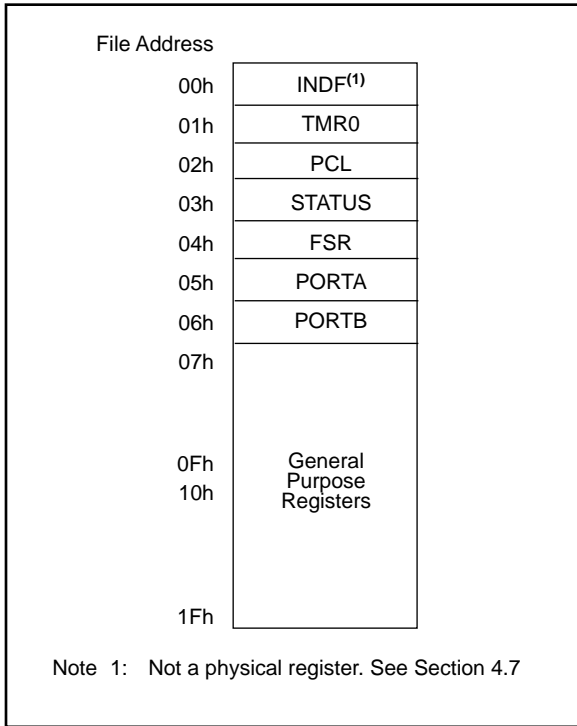 File Address
00h INDF(1)
01h TMR0
02h PCL
03h STATUS
04h FSR
05h PORTA
06h PORTB
07h
0Fh General
Purpose
10h Registers
1Fh
Note 1: Not a physical register. See Section 4.7